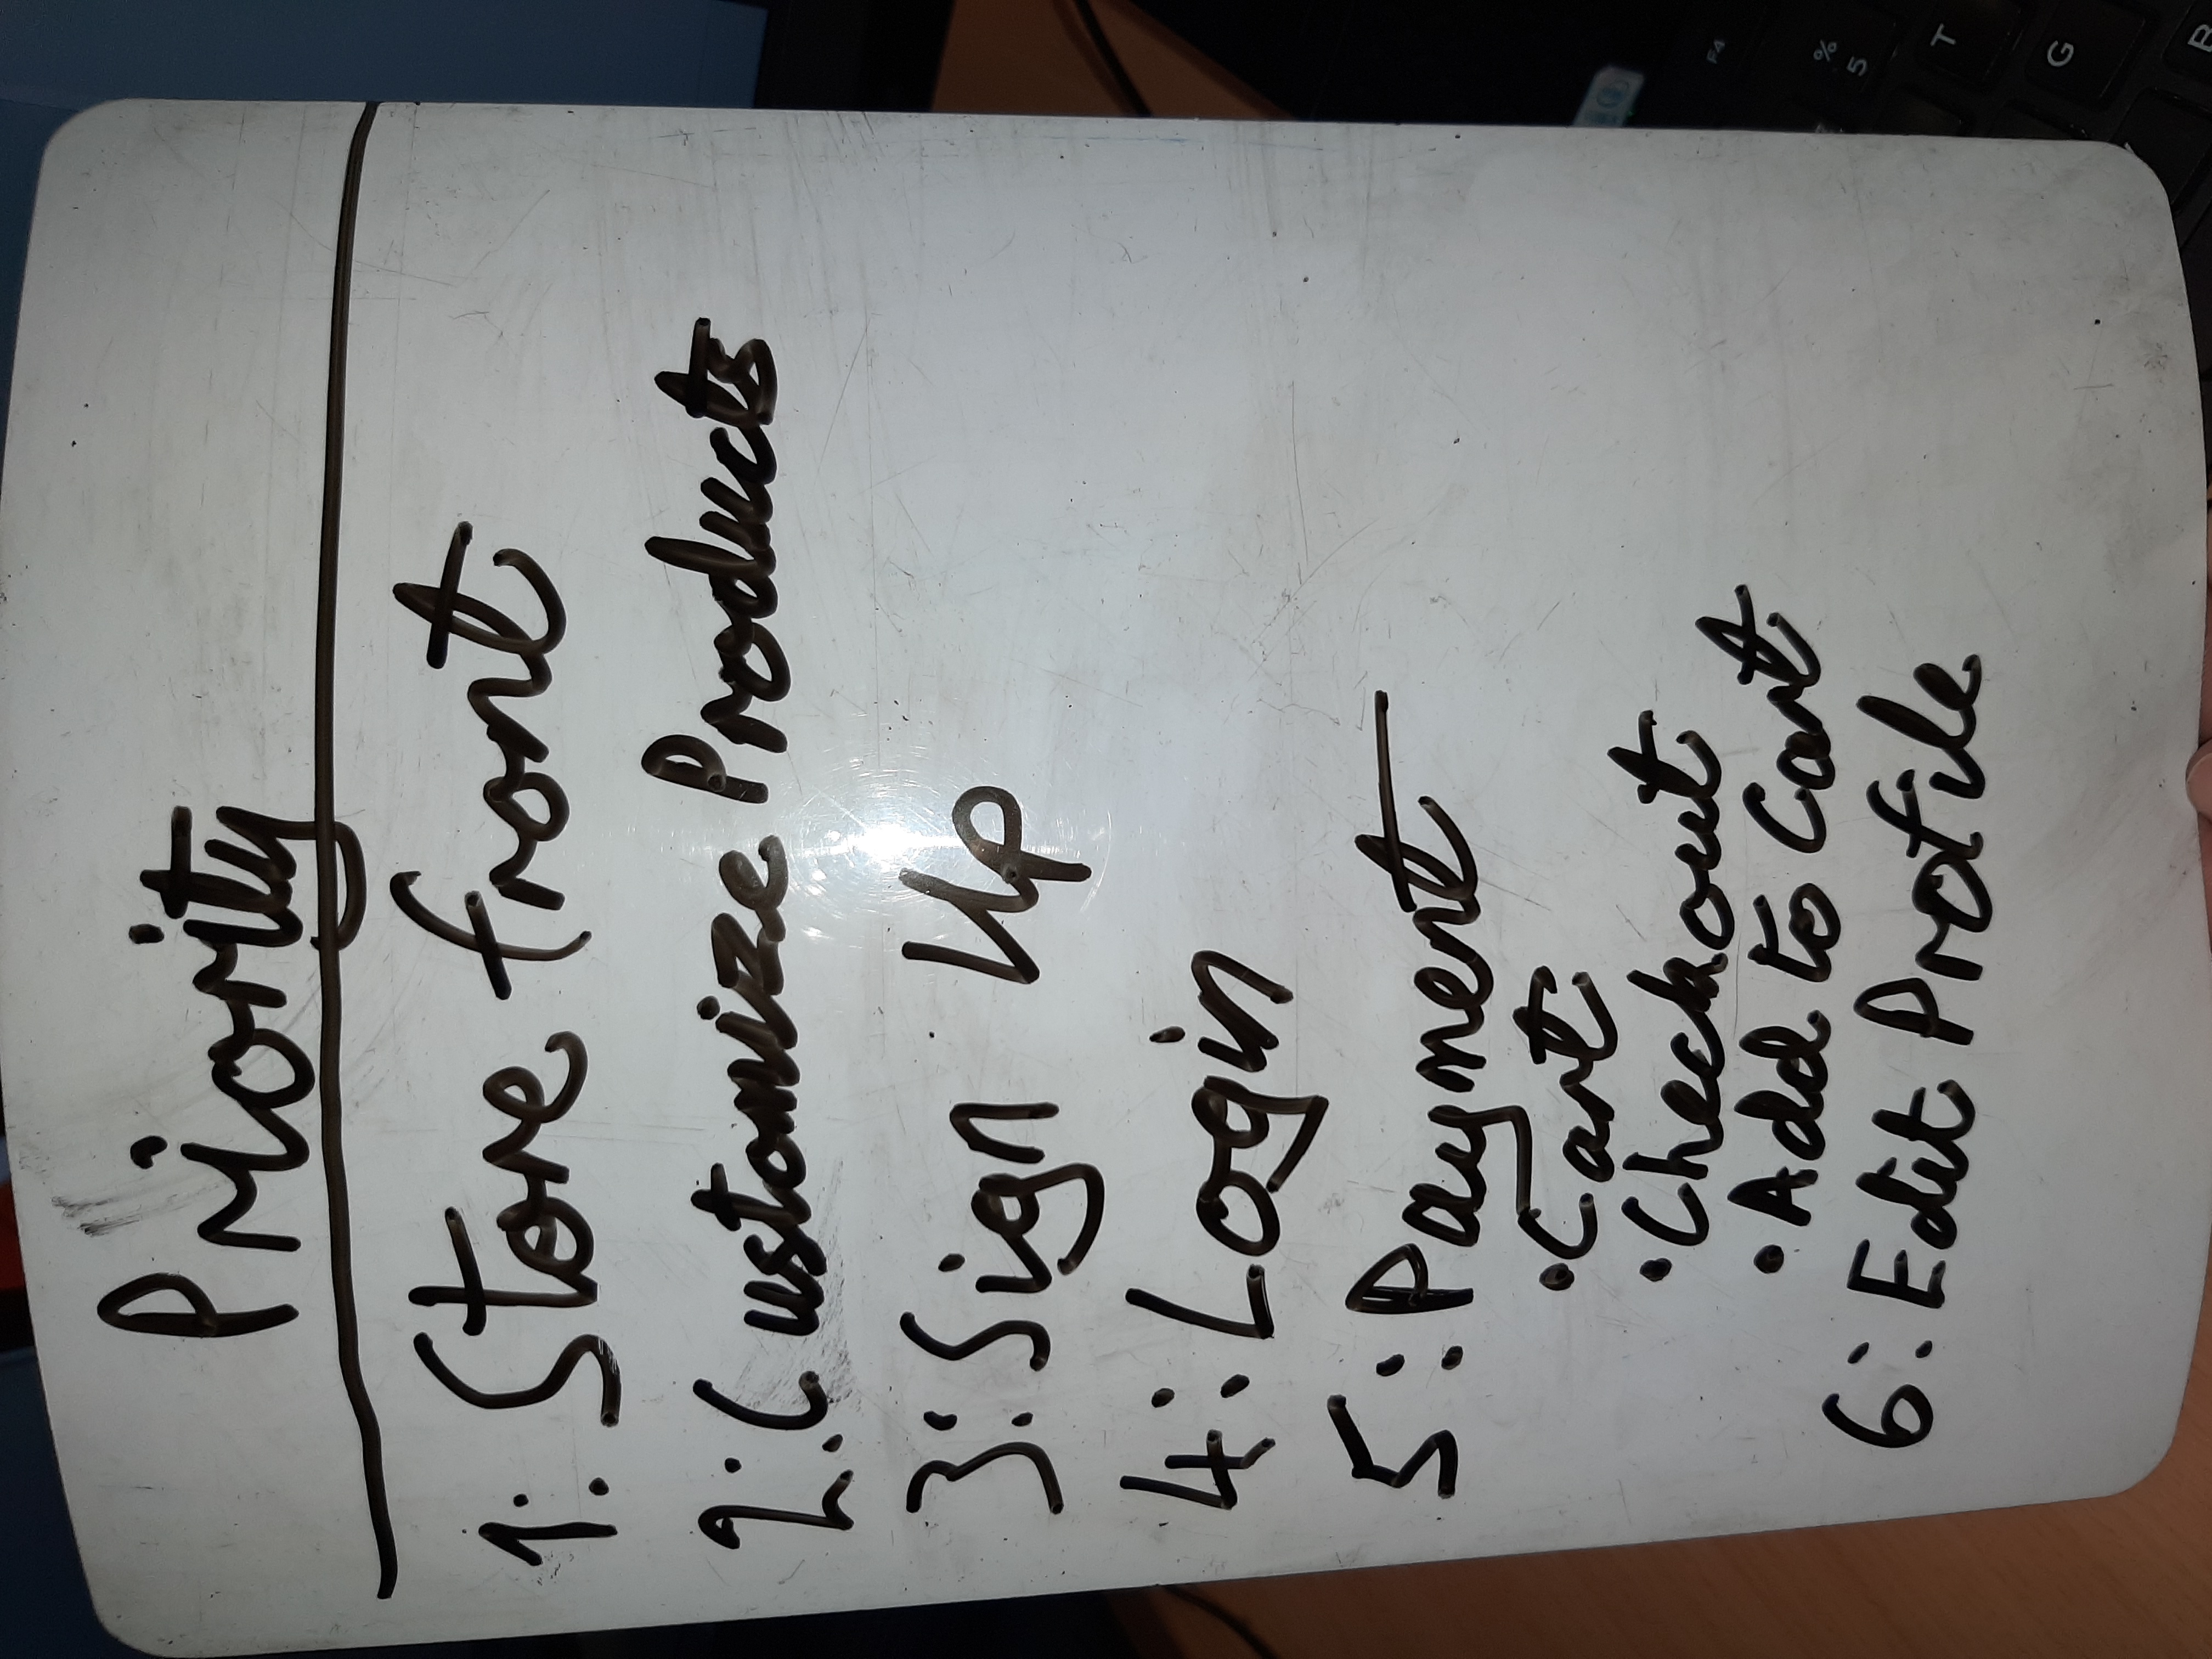 Priority
1: Store front
2: Customize Products
3: Sign Up
4: Login
5: Payment
• Cart
• Checkout
• Add to Cart
6: Edit Profile
F4
%
5
T
G
B